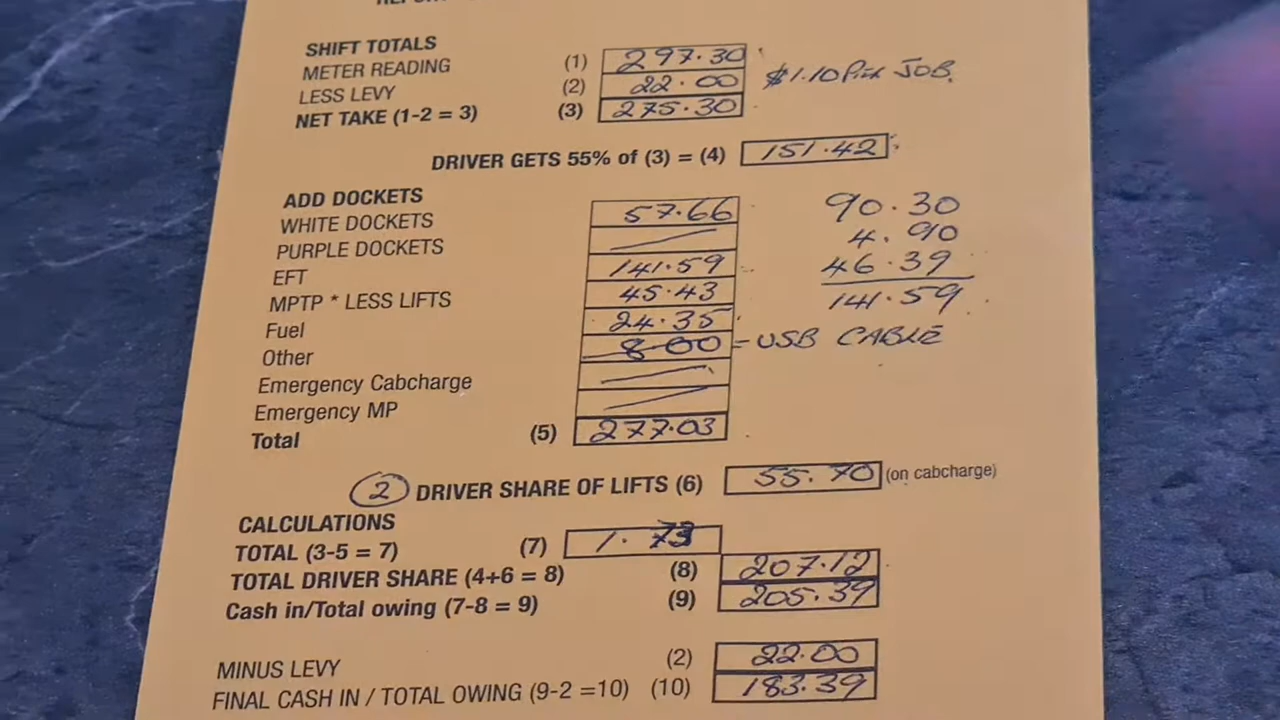 SHIFT TOTALS
METER READING (1) 297.30
LESS LEVY (2) 22.00 $1.10 Per JOB.
NET TAKE (1-2 = 3) (3) 275.30
DRIVER GETS 55% of (3) = (4) 151.42
ADD DOCKETS
WHITE DOCKETS 57.66 90.30
PURPLE DOCKETS 4.90
EFT 141.59 46.39
MPTP * LESS LIFTS 45.43 141.59
Fuel 24.35
Other 8.00 - USB CABLE
Emergency Cabcharge
Emergency MP
Total (5) 277.03
2 DRIVER SHARE OF LIFTS (6) 55.70 (on cabcharge)
CALCULATIONS
TOTAL (3-5 = 7) (7) 1.73
TOTAL DRIVER SHARE (4+6 = 8) (8) 207.12
Cash in/Total owing (7-8 = 9) (9) 205.39
MINUS LEVY (2) 22.00
FINAL CASH IN / TOTAL OWING (9-2 =10) (10) 183.39